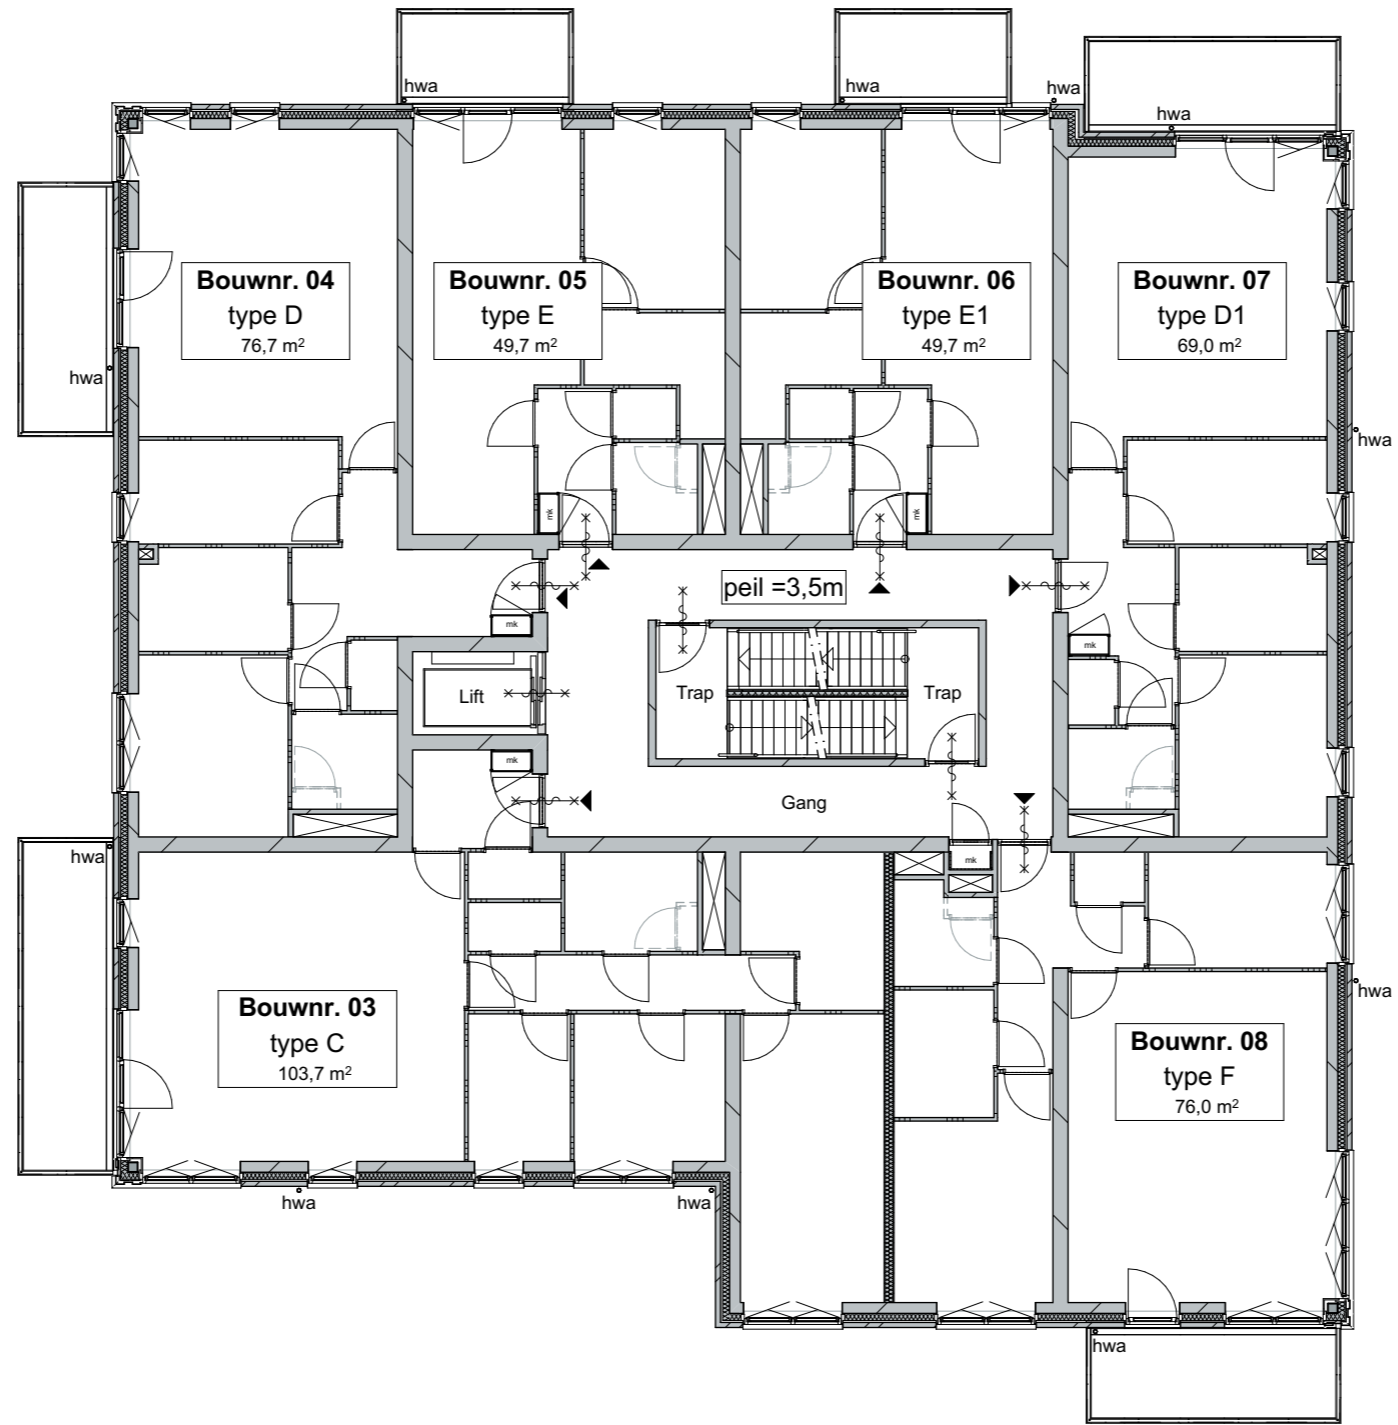 hwa
hwa
hwa
hwa
Bouwnr. 04
type D
76,7 m²
Bouwnr. 05
type E
49,7 m²
Bouwnr. 06
type E1
49,7 m²
Bouwnr. 07
type D1
69,0 m²
hwa
hwa
mk
mk
peil =3,5m
mk
mk
Lift
Trap
Trap
mk
Gang
hwa
mk
Bouwnr. 03
type C
103,7 m²
hwa
Bouwnr. 08
type F
76,0 m²
hwa
hwa
hwa